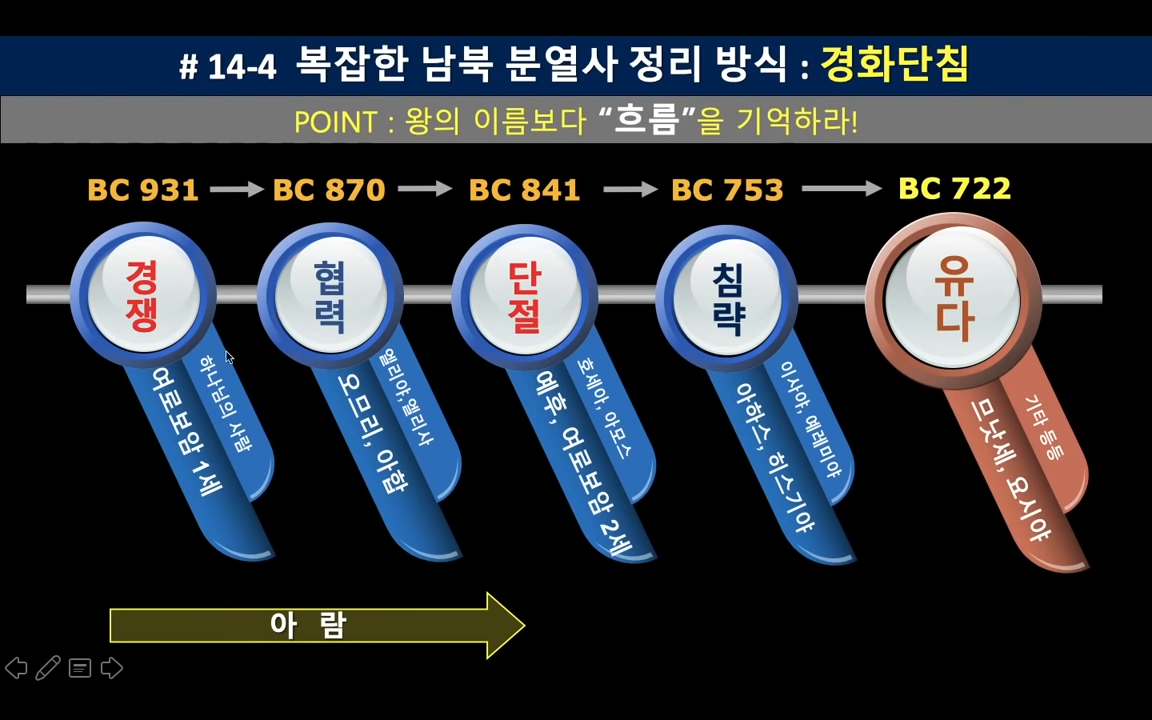 # 14-4 복잡한 남북 분열사 정리 방식 : 경화단침
POINT : 왕의 이름보다 “흐름”을 기억하라!
BC 931 BC 870 BC 841 BC 753 BC 722
경쟁
하나님의 사람
여로보암 1세
협력
엘리야,엘리사
오므리, 아합
단절
호세아, 아모스
예후, 여로보암 2세
침략
이사야, 예레미야
아하스, 히스기야
유다
기타 등등
므낫세, 요시야
아 람